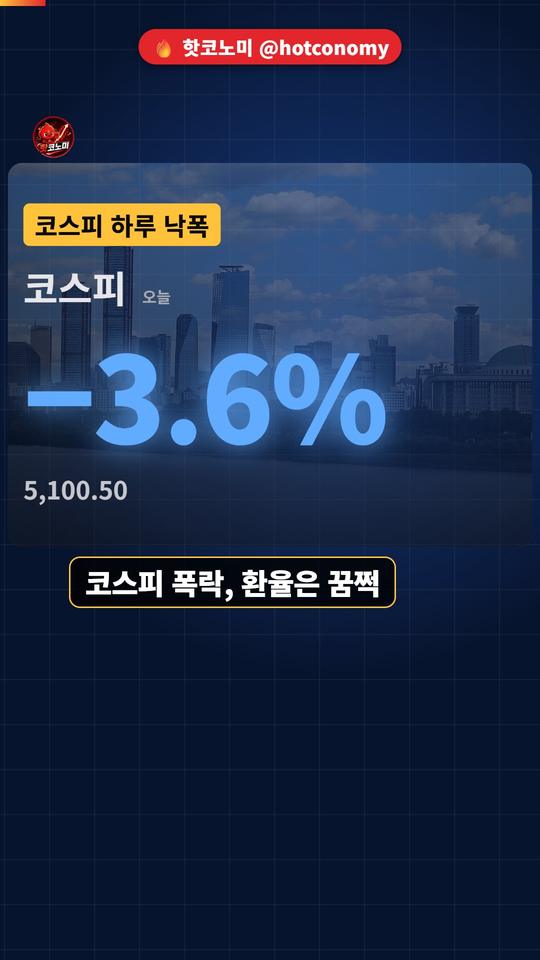 🔥 핫코노미 @hotconomy
핫코노미
코스피 하루 낙폭
코스피 오늘
-3.6%
5,100.50
코스피 폭락, 환율은 꿈쩍